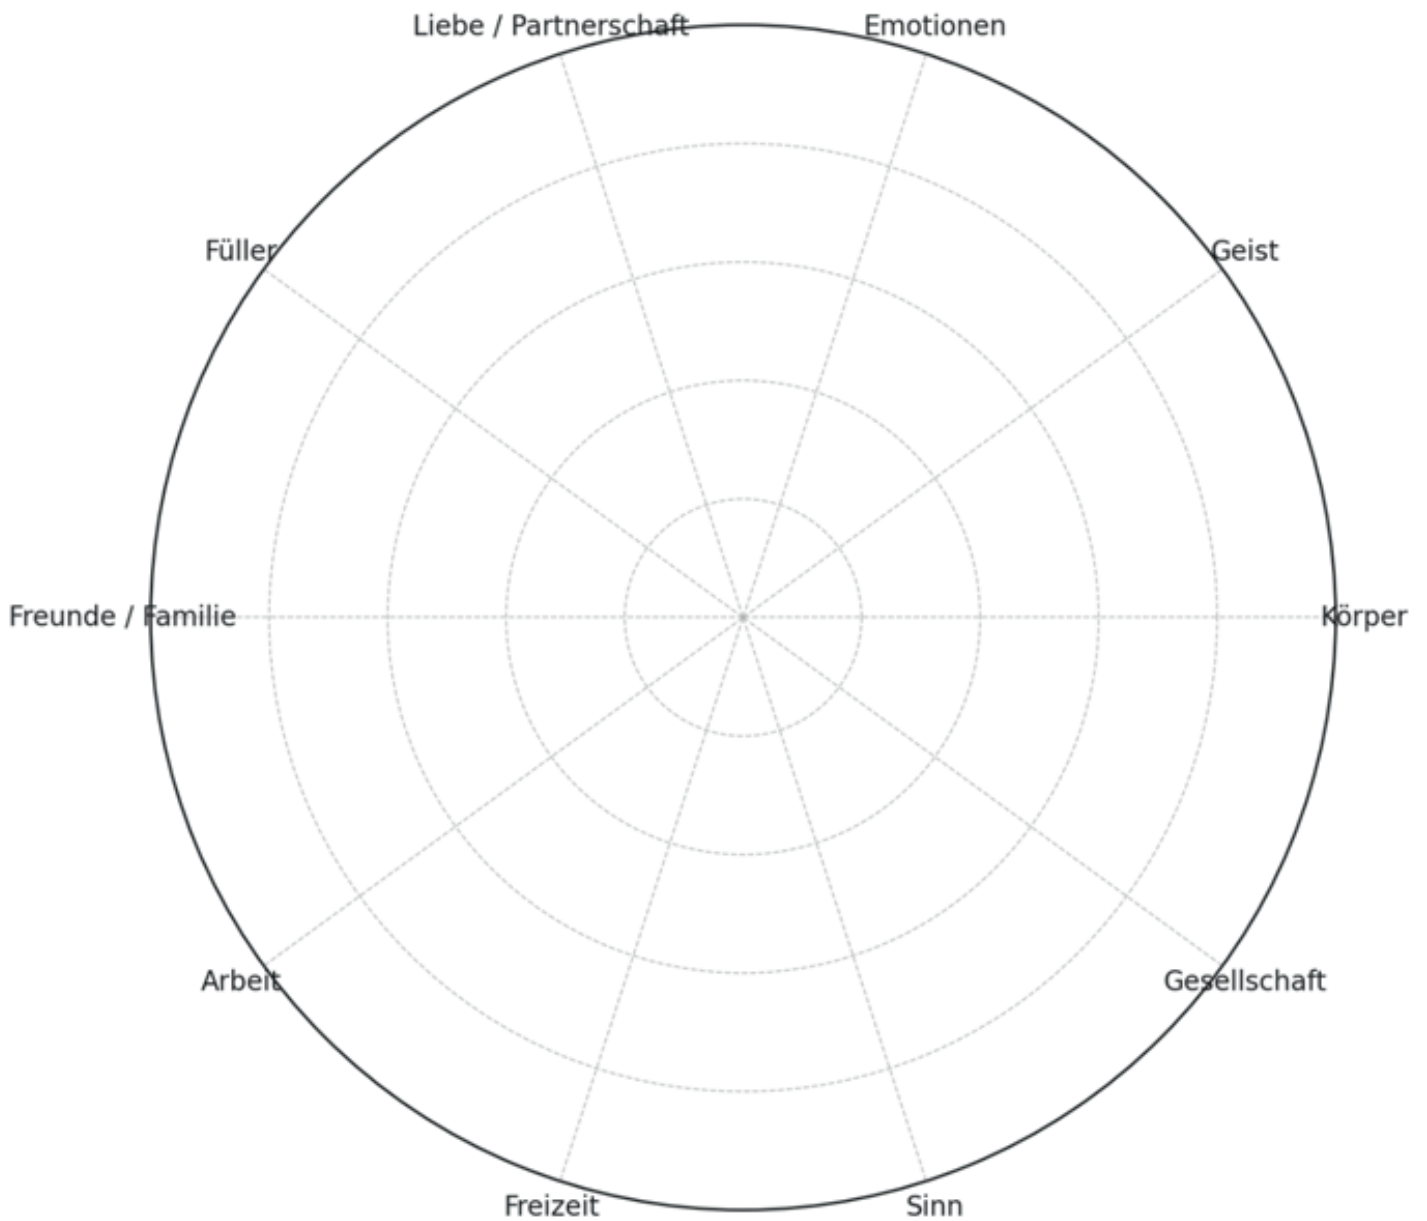 Liebe / Partnerschaft
Emotionen
Füller
Geist
Freunde / Familie
Körper
Arbeit
Gesellschaft
Freizeit
Sinn